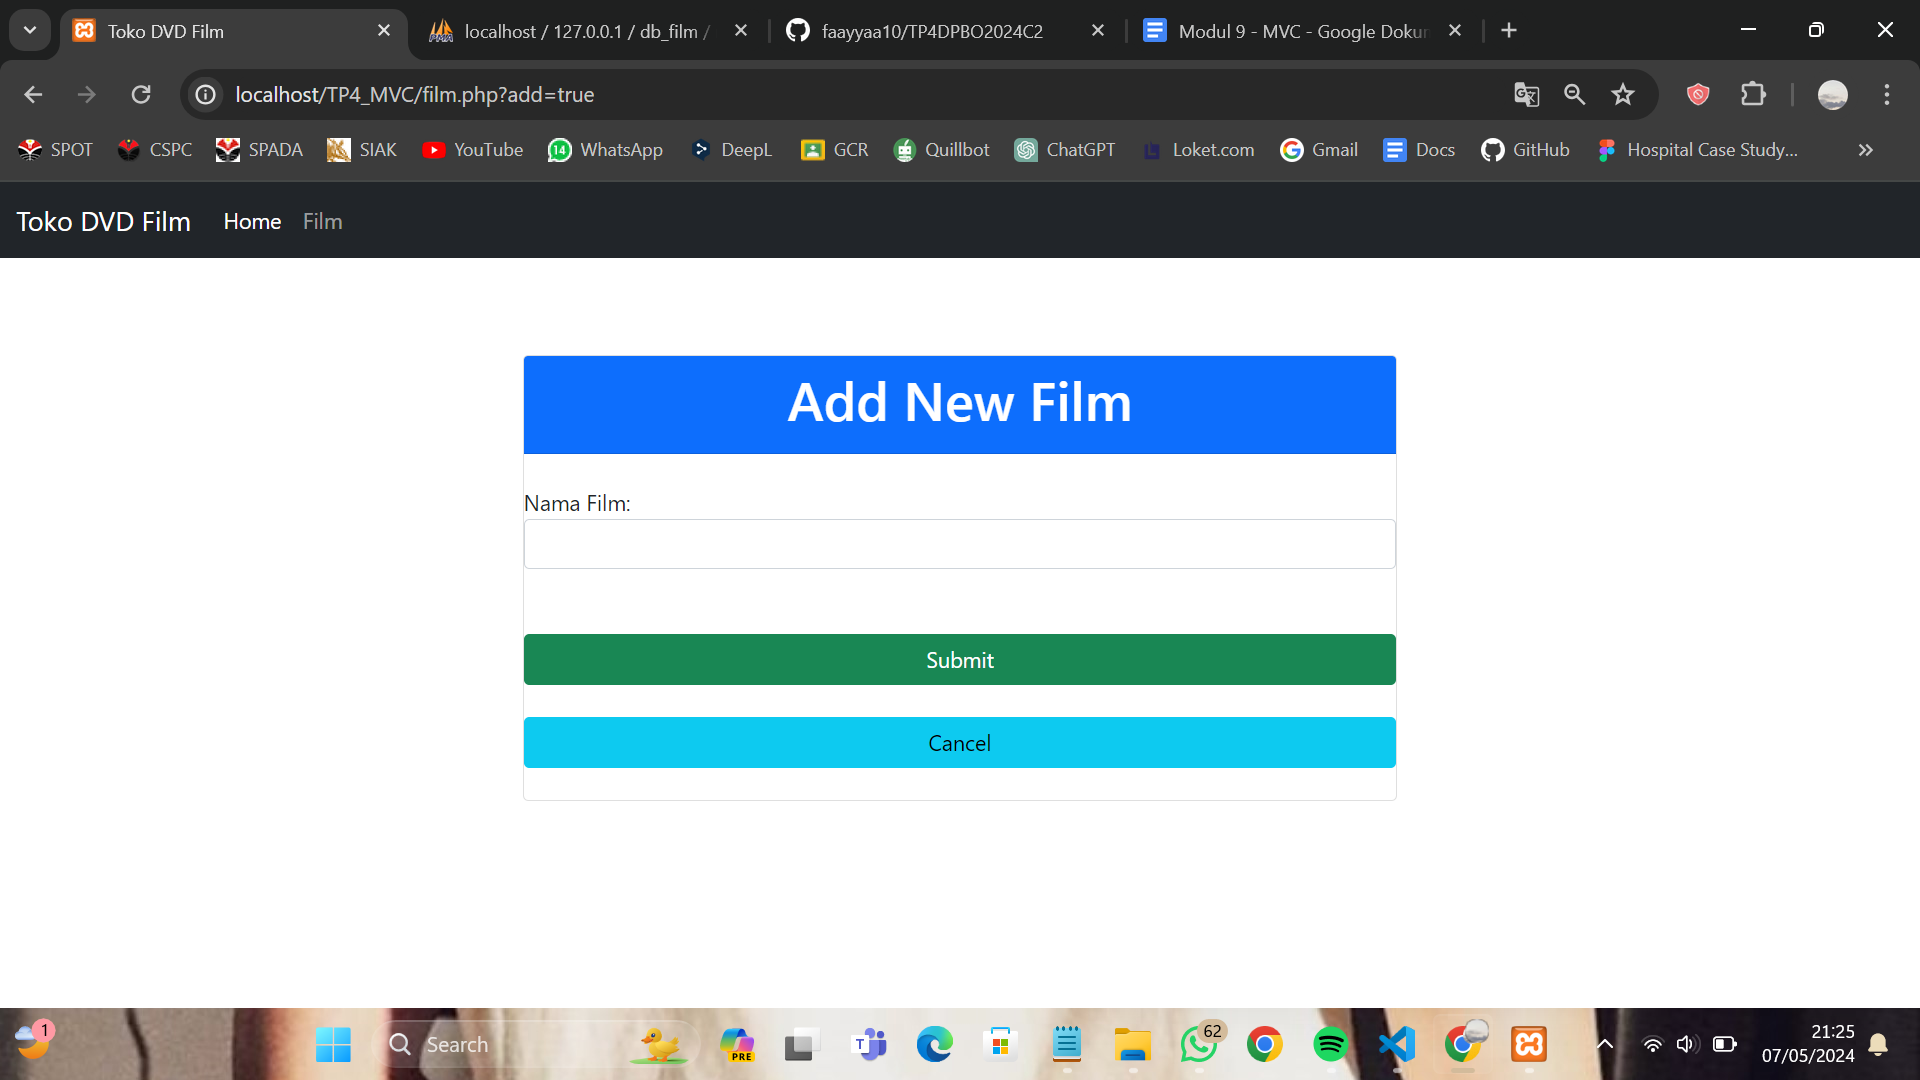 Toko DVD Film
localhost / 127.0.0.1 / db_film /
faayyaa10/TP4DPBO2024C2
Modul 9 - MVC - Google Dokum
localhost/TP4_MVC/film.php?add=true
SPOT CSPC SPADA SIAK YouTube 14 WhatsApp DeepL GCR Quillbot ChatGPT Loket.com Gmail Docs GitHub Hospital Case Study...
Toko DVD Film Home Film
Add New Film
Nama Film:
Submit
Cancel
1
Search
PRE
62
21:25
07/05/2024